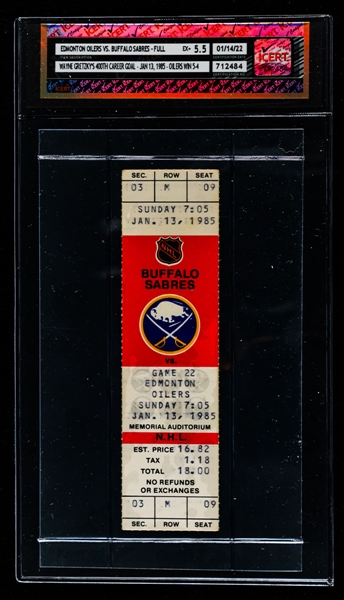 EDMONTON OILERS VS. BUFFALO SABRES - FULL EX+ 5.5 01/14/22
WAYNE GRETZKY'S 400TH CAREER GOAL - JAN 13, 1985 - OILERS WIN 5-4 712484
iCERT
SEC. ROW SEAT
03 M 09
SUNDAY 7:05
JAN. 13, 1985
NHL
BUFFALO
SABRES
VS.
GAME 22
EDMONTON
OILERS
SUNDAY 7:05
JAN. 13, 1985
MEMORIAL AUDITORIUM
N.H.L.
EST. PRICE 16.82
TAX 1.18
TOTAL 18.00
NO REFUNDS
OR EXCHANGES
03 M 09
SEC. ROW SEAT